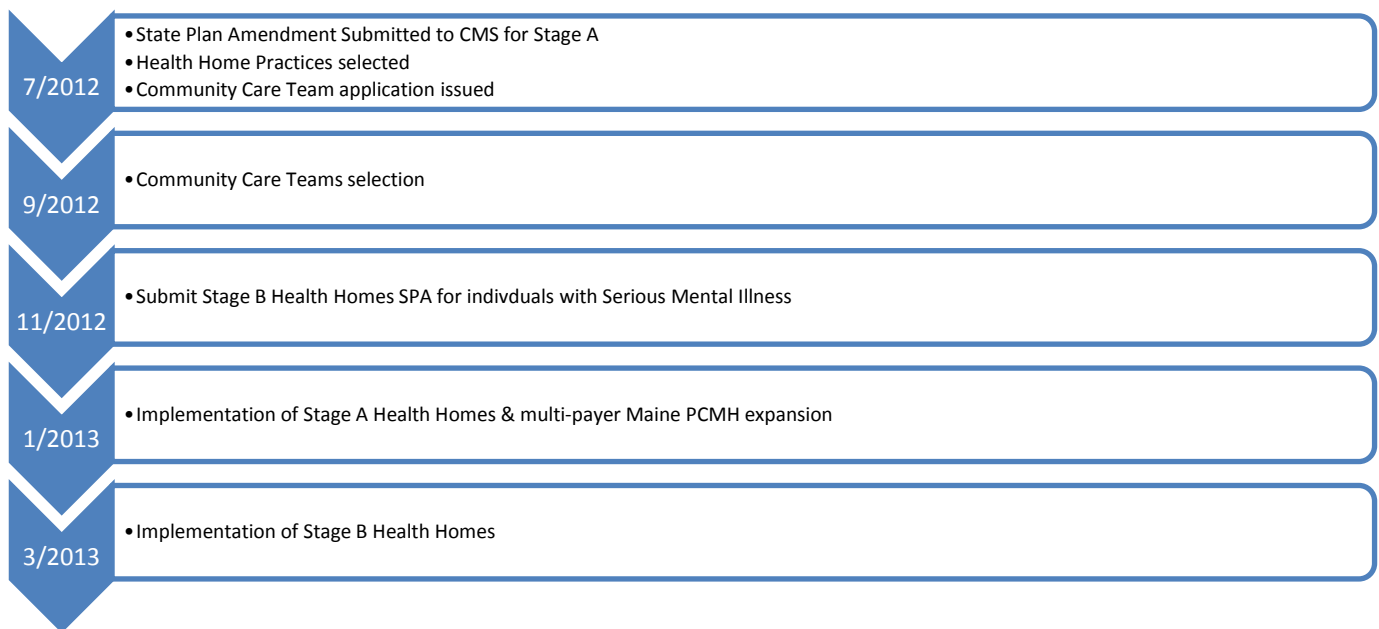 7/2012
•State Plan Amendment Submitted to CMS for Stage A
•Health Home Practices selected
•Community Care Team application issued
9/2012
•Community Care Teams selection
11/2012
•Submit Stage B Health Homes SPA for indivduals with Serious Mental Illness
1/2013
•Implementation of Stage A Health Homes & multi-payer Maine PCMH expansion
3/2013
•Implementation of Stage B Health Homes